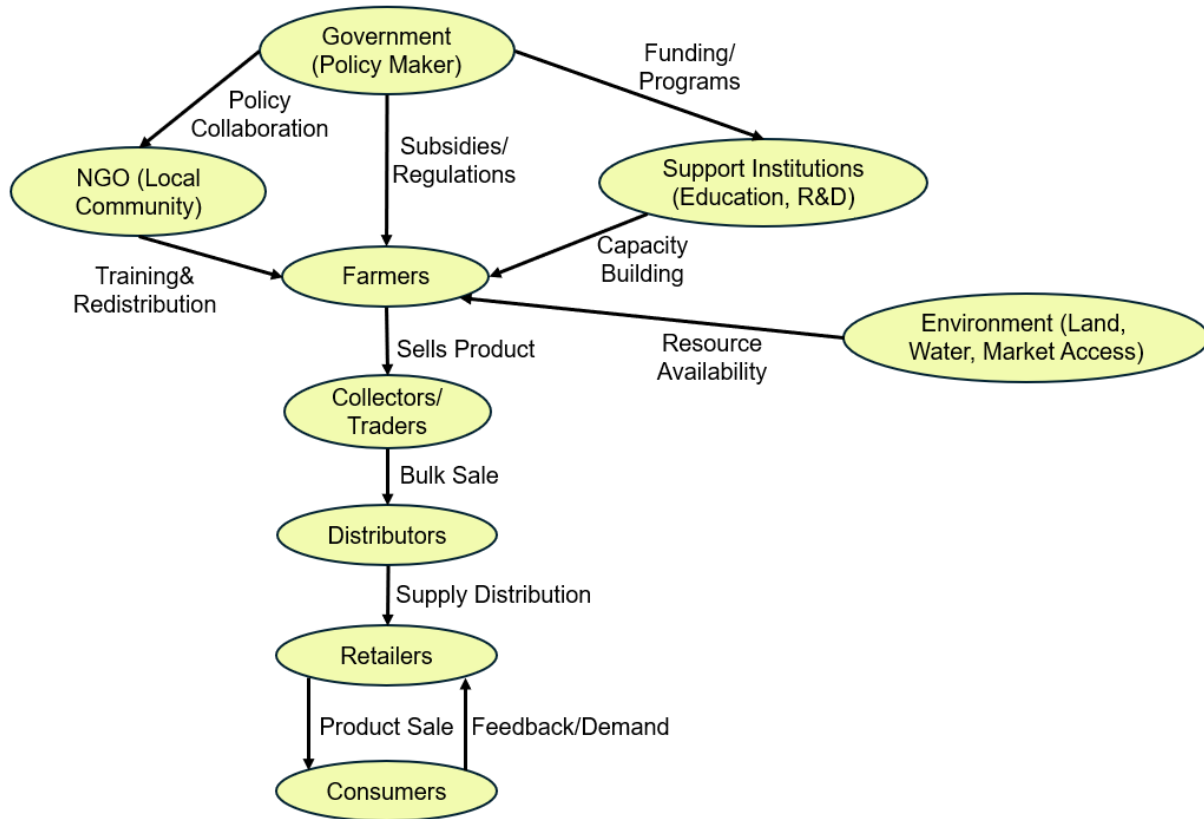 Government
(Policy Maker)
Funding/
Programs
Policy
Collaboration
Subsidies/
Regulations
NGO (Local
Community)
Support Institutions
(Education, R&D)
Training&
Redistribution
Farmers
Capacity
Building
Environment (Land,
Water, Market Access)
Resource
Availability
Sells Product
Collectors/
Traders
Bulk Sale
Distributors
Supply Distribution
Retailers
Product Sale
Feedback/Demand
Consumers